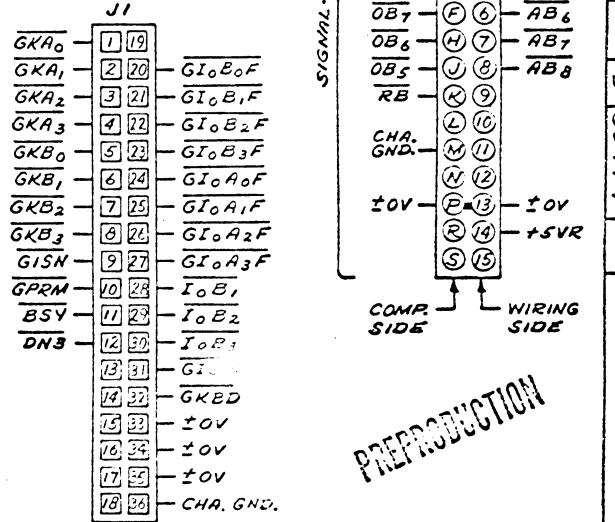 J1
GKA0 1 19
GKA1 2 20 GI0B0F
GKA2 3 21 GI0B1F
GKA3 4 22 GI0B2F
GKB0 5 23 GI0B3F
GKB1 6 24 GI0A0F
GKB2 7 25 GI0A1F
GKB3 8 26 GI0A2F
GISN 9 27 GI0A3F
GPRM 10 28 I0B1
BSY 11 29 I0B2
DN3 12 30 I0B3
13 31
14 32 GKBD
15 33 ±0V
16 34 ±0V
17 35 ±0V
18 36 CHA. GND.
SIGNAL
OB7 F 6 AB6
OB6 H 7 AB7
OB5 J 8 AB8
RB K 9
L 10
CHA. GND. M 11
N 12
±0V P 13 ±0V
R 14 +5VR
S 15
COMP. SIDE
WIRING SIDE
PREPRODUCTION